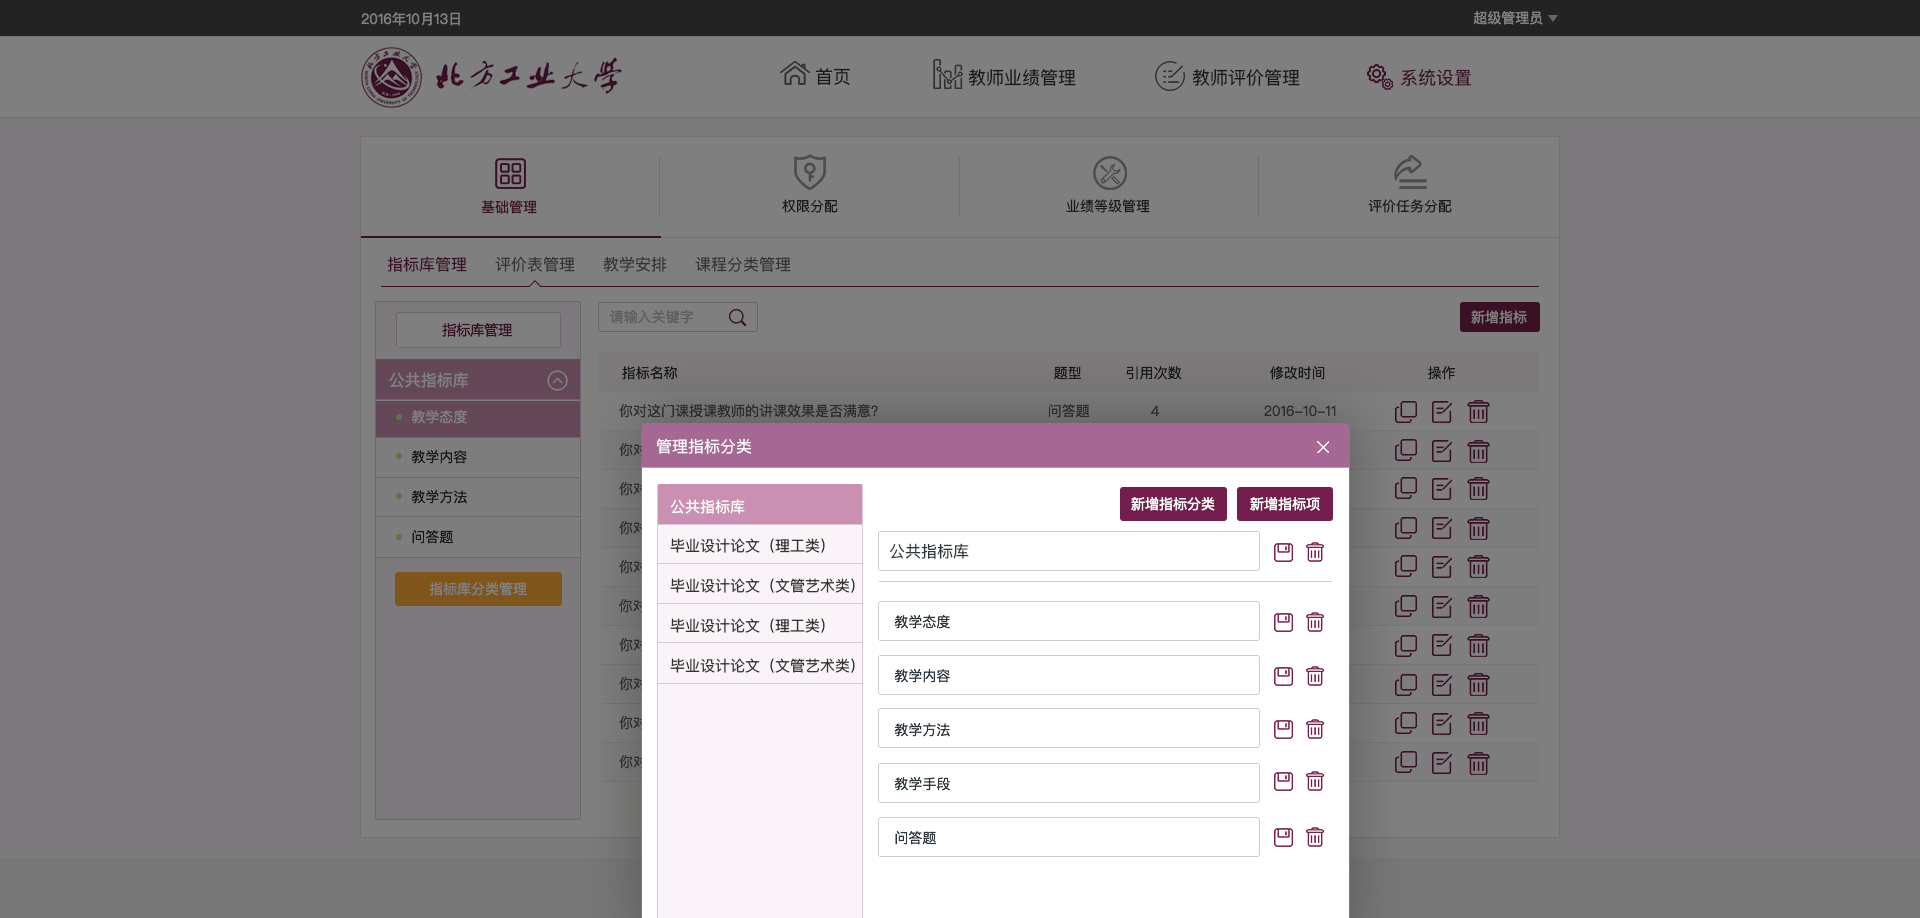 2016年10月13日
超级管理员
北方工业大学
首页
教师业绩管理
教师评价管理
系统设置
基础管理
权限分配
业绩等级管理
评价任务分配
指标库管理
评价表管理
教学安排
课程分类管理
指标库管理
请输入关键字
新增指标
公共指标库
教学态度
教学内容
教学方法
问答题
指标库分类管理
指标名称
题型
引用次数
修改时间
操作
你对这门课授课教师的讲课效果是否满意?
问答题
4
2016-10-11
你对
你对
你对
你对
你对
你对
你对
你对
你对
管理指标分类
公共指标库
毕业设计论文（理工类）
毕业设计论文（文管艺术类）
毕业设计论文（理工类）
毕业设计论文（文管艺术类）
新增指标分类
新增指标项
公共指标库
教学态度
教学内容
教学方法
教学手段
问答题